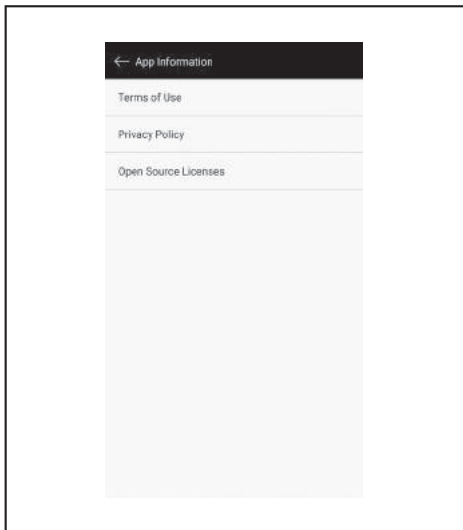 ← App Information
Terms of Use
Privacy Policy
Open Source Licenses